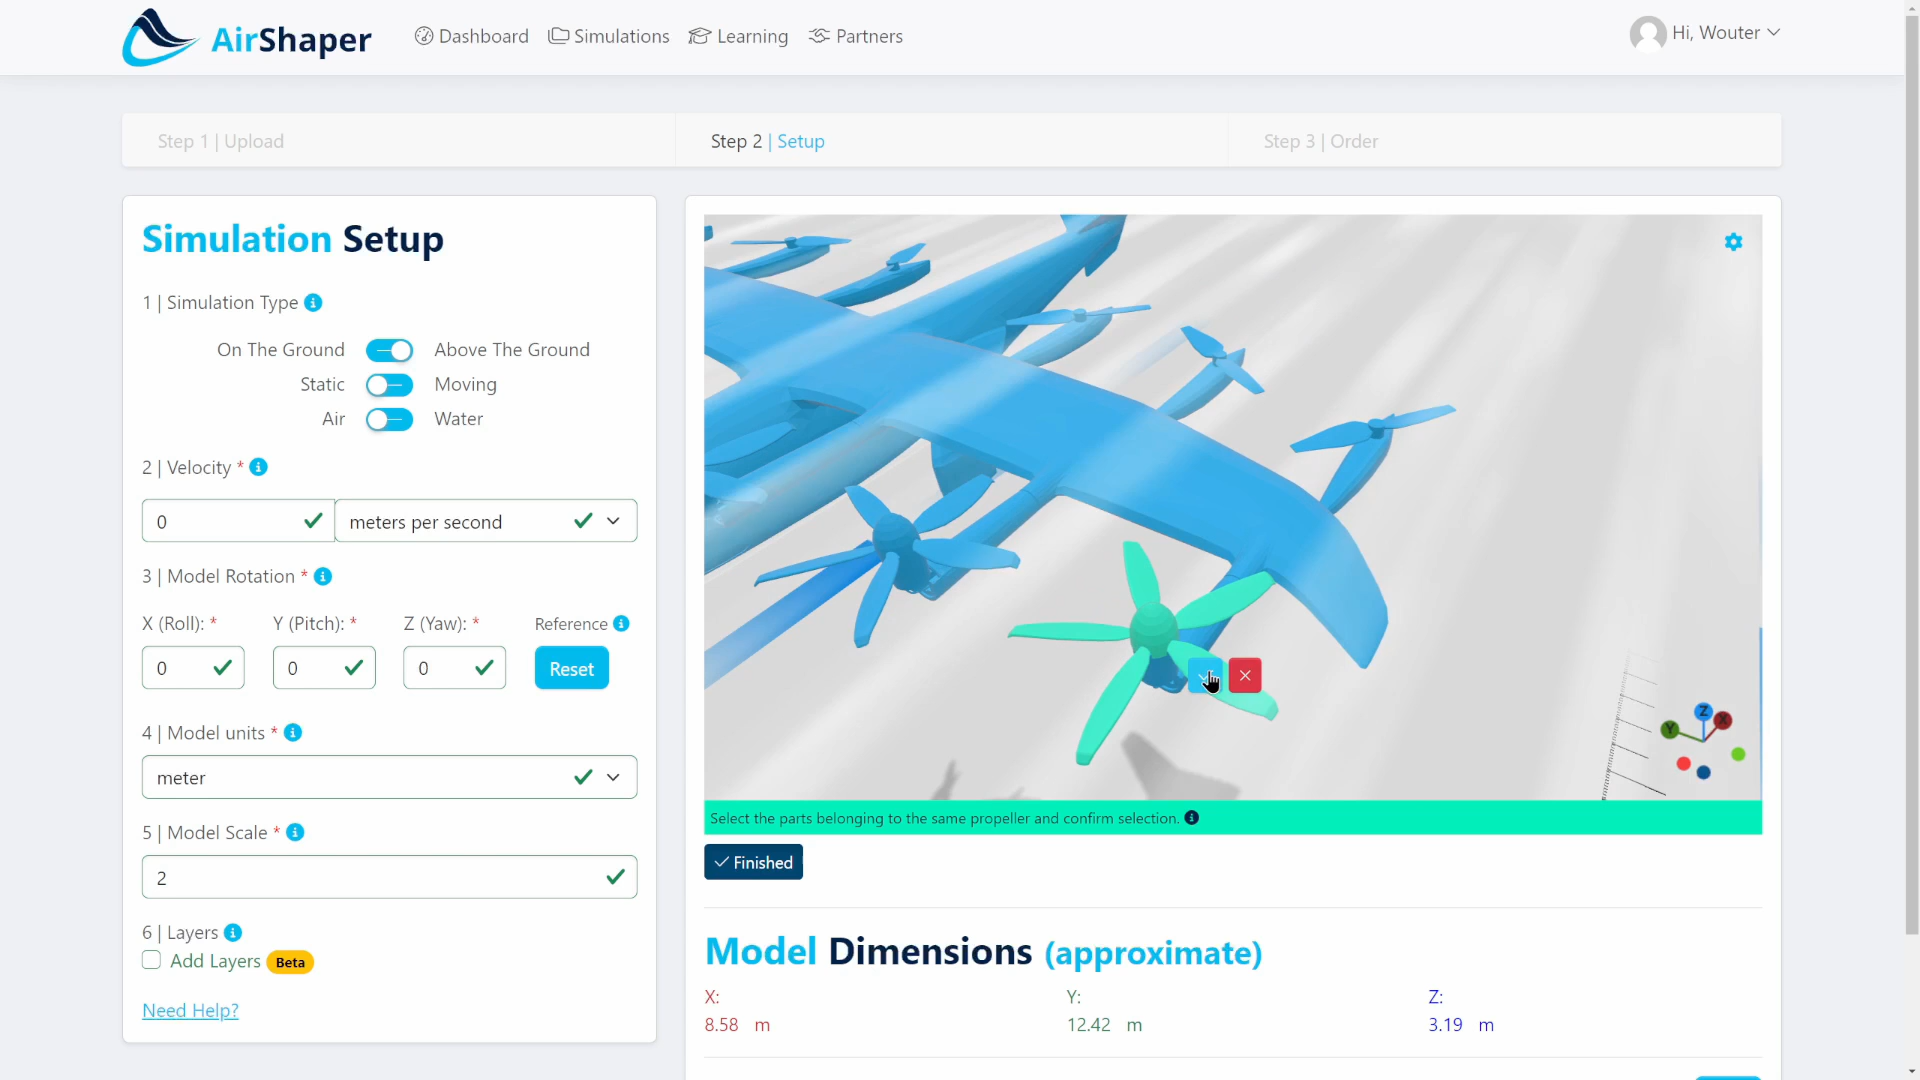 AirShaper
Dashboard
Simulations
Learning
Partners
Hi, Wouter
Step 1 | Upload
Step 2 | Setup
Step 3 | Order
Simulation Setup
1 | Simulation Type
On The Ground
Above The Ground
Static
Moving
Air
Water
2 | Velocity *
0
meters per second
3 | Model Rotation *
X (Roll): *
Y (Pitch): *
Z (Yaw): *
Reference
0
0
0
Reset
4 | Model units *
meter
5 | Model Scale *
2
6 | Layers
Add Layers Beta
Need Help?
Z
X
Y
Select the parts belonging to the same propeller and confirm selection.
Finished
Model Dimensions (approximate)
X:
Y:
Z:
8.58 m
12.42 m
3.19 m